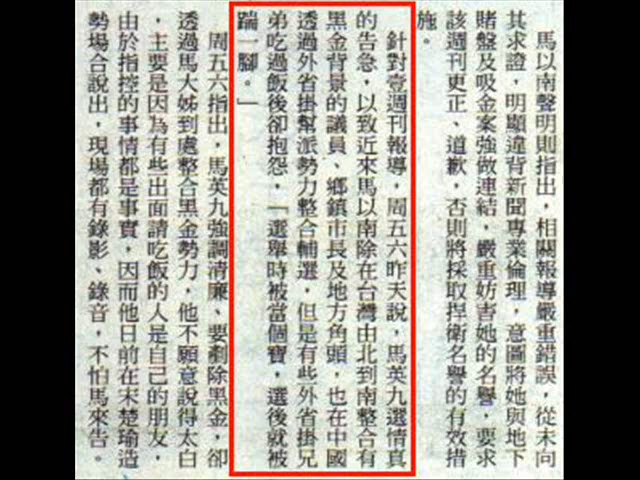 馬以南聲明則指出，相關報導嚴重錯誤，從未向
其求證，明顯違背新聞專業倫理，意圖將她與地下
賭盤及吸金案強做連結，嚴重妨害她的名譽，要求
該週刊更正、道歉，否則將採取捍衛名譽的有效措
施。
針對壹週刊報導，周五六昨天說，馬英九選情真
的告急，以致近來馬以南除在台灣由北到南整合有
黑金背景的議員、鄉鎮市長及地方角頭，也在中國
透過外省掛幫派勢力整合輔選，但是有些外省掛兄
弟吃過飯後卻抱怨，「選舉時被當個寶，選後就被
踹一腳。」
周五六指出，馬英九強調清廉、要剷除黑金，卻
透過馬大姊到處整合黑金勢力，他不願意說得太白
，主要是因為有些出面請吃飯的人是自己的朋友，
由於指控的事情都是事實，因而他日前在宋楚瑜造
勢場合說出，現場都有錄影、錄音，不怕馬來告。